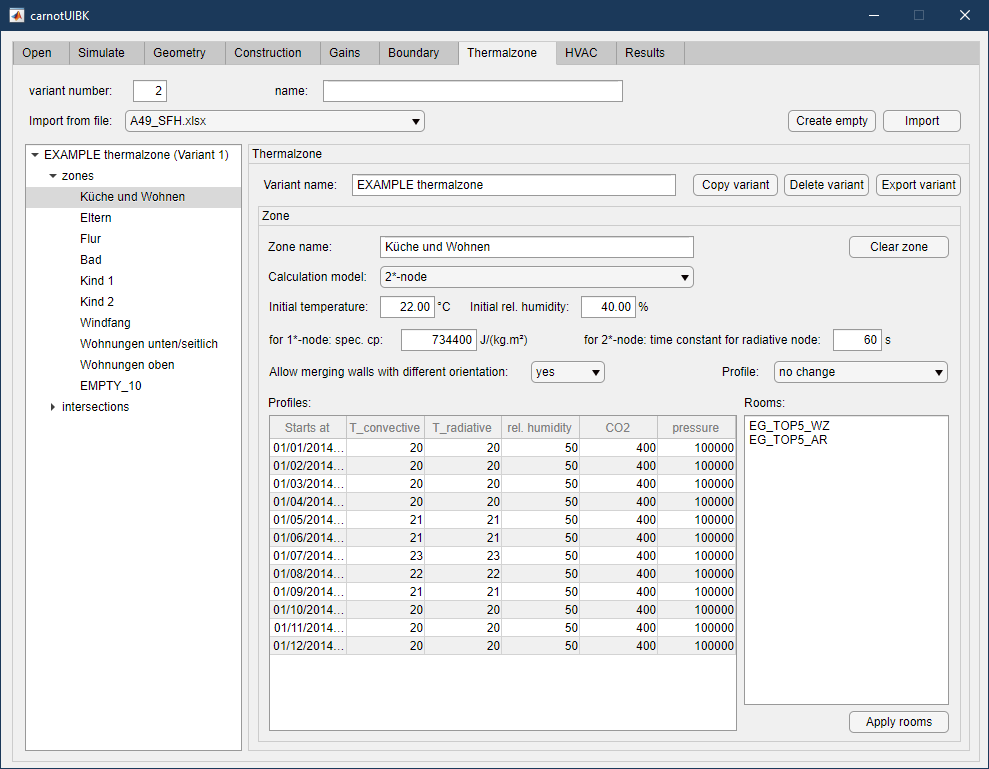 carnotUIBK
Open Simulate Geometry Construction Gains Boundary Thermalzone HVAC Results
variant number: 2 name:
Import from file: A49_SFH.xlsx Create empty Import
EXAMPLE thermalzone (Variant 1)
zones
Küche und Wohnen
Eltern
Flur
Bad
Kind 1
Kind 2
Windfang
Wohnungen unten/seitlich
Wohnungen oben
EMPTY_10
intersections
Thermalzone
Variant name: EXAMPLE thermalzone Copy variant Delete variant Export variant
Zone
Zone name: Küche und Wohnen Clear zone
Calculation model: 2*-node
Initial temperature: 22.00 °C Initial rel. humidity: 40.00 %
for 1*-node: spec. cp: 734400 J/(kg.m²) for 2*-node: time constant for radiative node: 60 s
Allow merging walls with different orientation: yes Profile: no change
Profiles:
Starts at T_convective T_radiative rel. humidity CO2 pressure
01/01/2014... 20 20 50 400 100000
01/02/2014... 20 20 50 400 100000
01/03/2014... 20 20 50 400 100000
01/04/2014... 20 20 50 400 100000
01/05/2014... 21 21 50 400 100000
01/06/2014... 21 21 50 400 100000
01/07/2014... 23 23 50 400 100000
01/08/2014... 22 22 50 400 100000
01/09/2014... 21 21 50 400 100000
01/10/2014... 20 20 50 400 100000
01/11/2014... 20 20 50 400 100000
01/12/2014... 20 20 50 400 100000
Rooms:
EG_TOP5_WZ
EG_TOP5_AR
Apply rooms